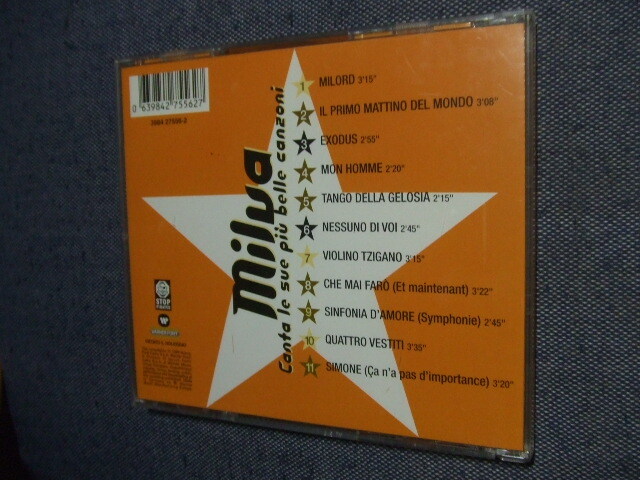 0 639842 755627
Milva
Canta le sue più belle canzoni
1 MILORD 3'15"
2 IL PRIMO MATTINO DEL MONDO 3'08"
3 EXODUS 2'55"
4 MON HOMME 2'20"
5 TANGO DELLA GELOSIA 2'15"
6 NESSUNO DI VOI 2'45"
7 VIOLINO TZIGANO 3'15"
8 CHE MAI FARÒ (Et maintenant) 3'22"
9 SINFONIA D'AMORE (Symphonie) 2'45"
10 QUATTRO VESTITI 3'35"
11 SIMONE (Ça n'a pas d'importance) 3'20"
STOP